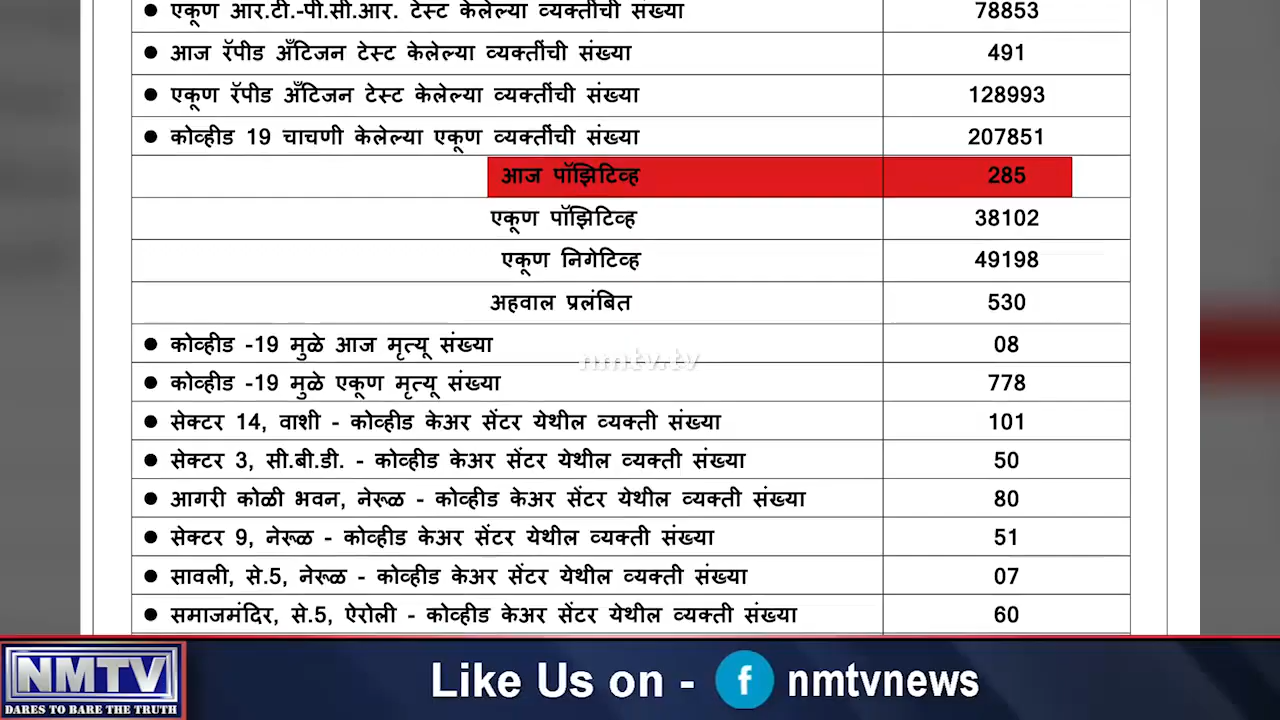 ● एकूण आर.टी.-पी.सी.आर. टेस्ट केलेल्या व्यक्तींची संख्या 78853
● आज रॅपीड अँटिजन टेस्ट केलेल्या व्यक्तींची संख्या 491
● एकूण रॅपीड अँटिजन टेस्ट केलेल्या व्यक्तींची संख्या 128993
● कोव्हीड 19 चाचणी केलेल्या एकूण व्यक्तींची संख्या 207851
आज पॉझिटिव्ह 285
एकूण पॉझिटिव्ह 38102
एकूण निगेटिव्ह 49198
अहवाल प्रलंबित 530
● कोव्हीड -19 मुळे आज मृत्यू संख्या 08
● कोव्हीड -19 मुळे एकूण मृत्यू संख्या 778
● सेक्टर 14, वाशी - कोव्हीड केअर सेंटर येथील व्यक्ती संख्या 101
● सेक्टर 3, सी.बी.डी. - कोव्हीड केअर सेंटर येथील व्यक्ती संख्या 50
● आगरी कोळी भवन, नेरूळ - कोव्हीड केअर सेंटर येथील व्यक्ती संख्या 80
● सेक्टर 9, नेरूळ - कोव्हीड केअर सेंटर येथील व्यक्ती संख्या 51
● सावली, से.5, नेरूळ - कोव्हीड केअर सेंटर येथील व्यक्ती संख्या 07
● समाजमंदिर, से.5, ऐरोली - कोव्हीड केअर सेंटर येथील व्यक्ती संख्या 60
nmtv.tv
NMTV
DARES TO BARE THE TRUTH
Like Us on - f nmtvnews